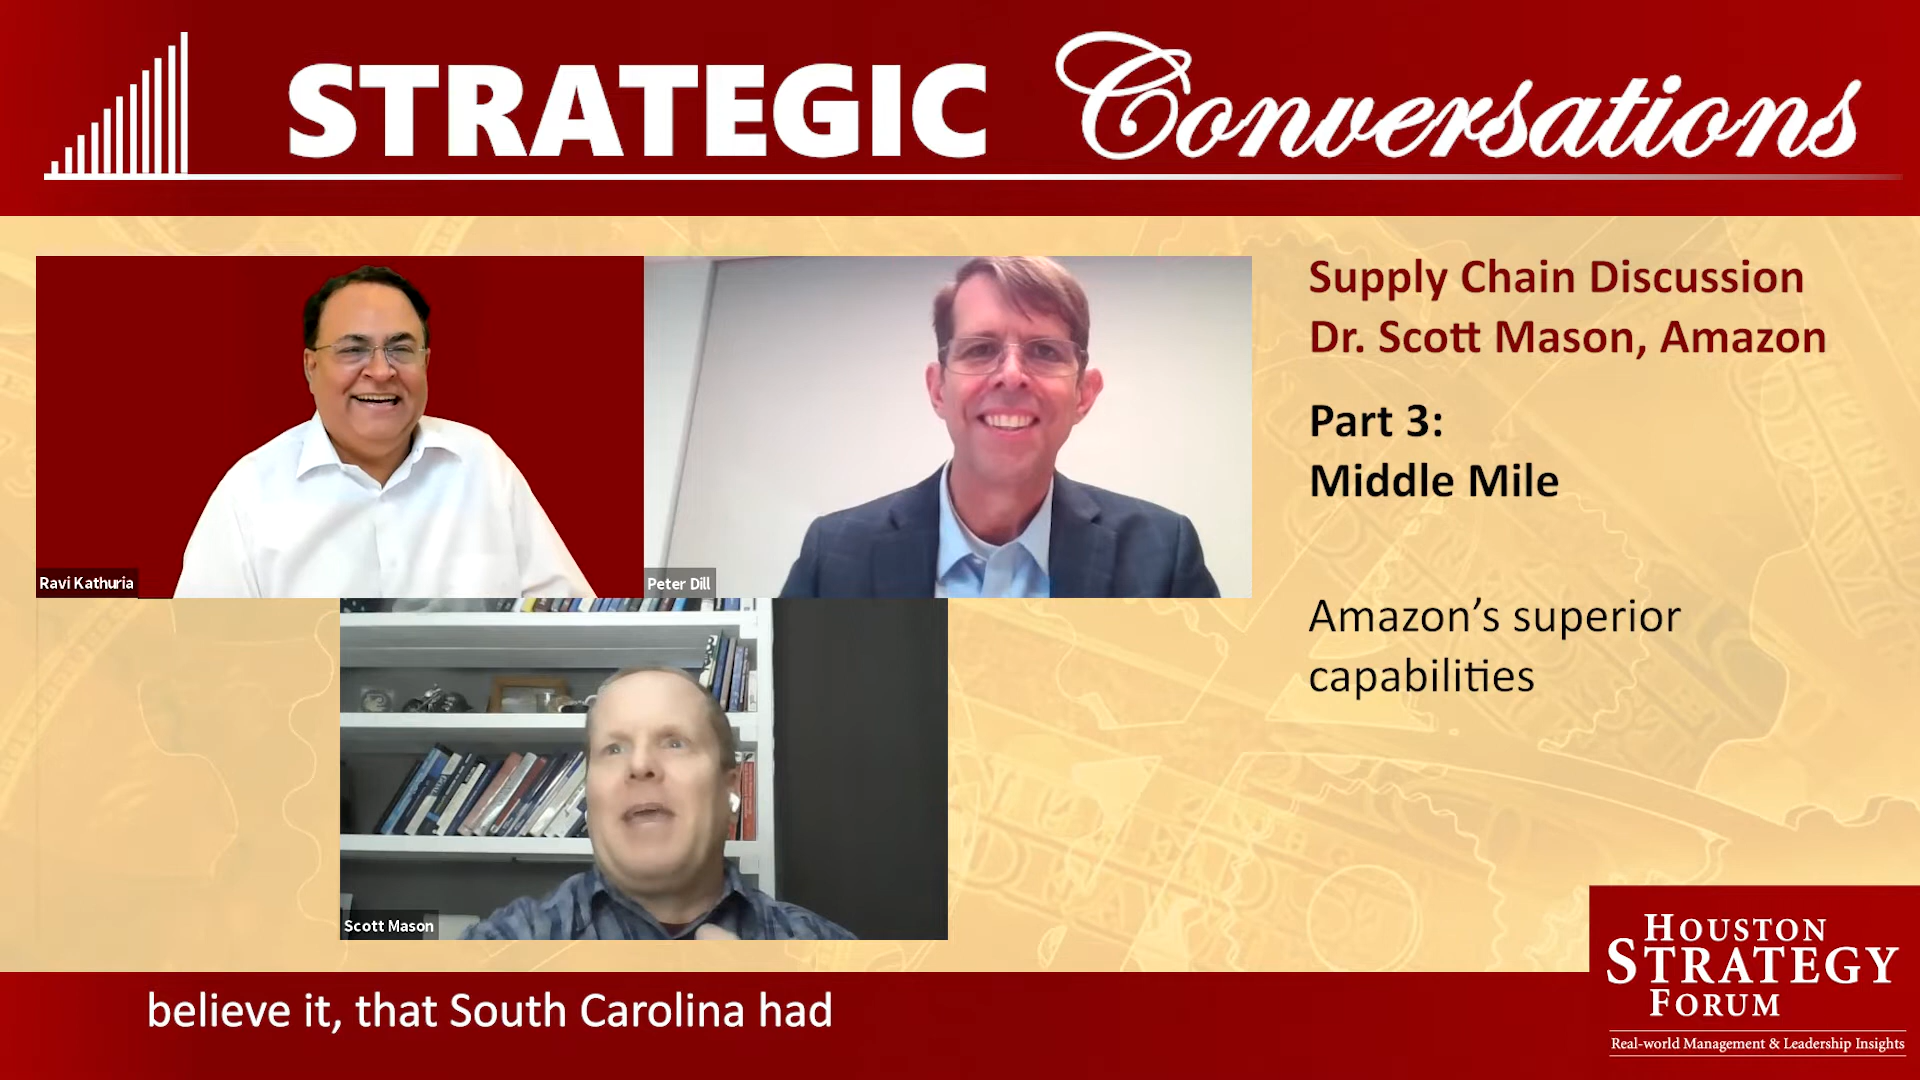 STRATEGIC Conversations
Supply Chain Discussion
Dr. Scott Mason, Amazon
Part 3:
Middle Mile
Amazon’s superior
capabilities
Ravi Kathuria
Peter Dill
Scott Mason
believe it, that South Carolina had
HOUSTON
STRATEGY
FORUM
Real-world Management & Leadership Insights